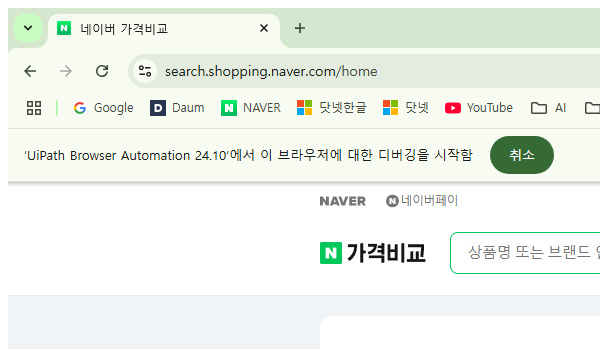 네이버 가격비교
search.shopping.naver.com/home
Google Daum NAVER 닷넷한글 닷넷 YouTube AI
'UiPath Browser Automation 24.10'에서 이 브라우저에 대한 디버깅을 시작함 취소
NAVER N네이버페이
N 가격비교 상품명 또는 브랜드